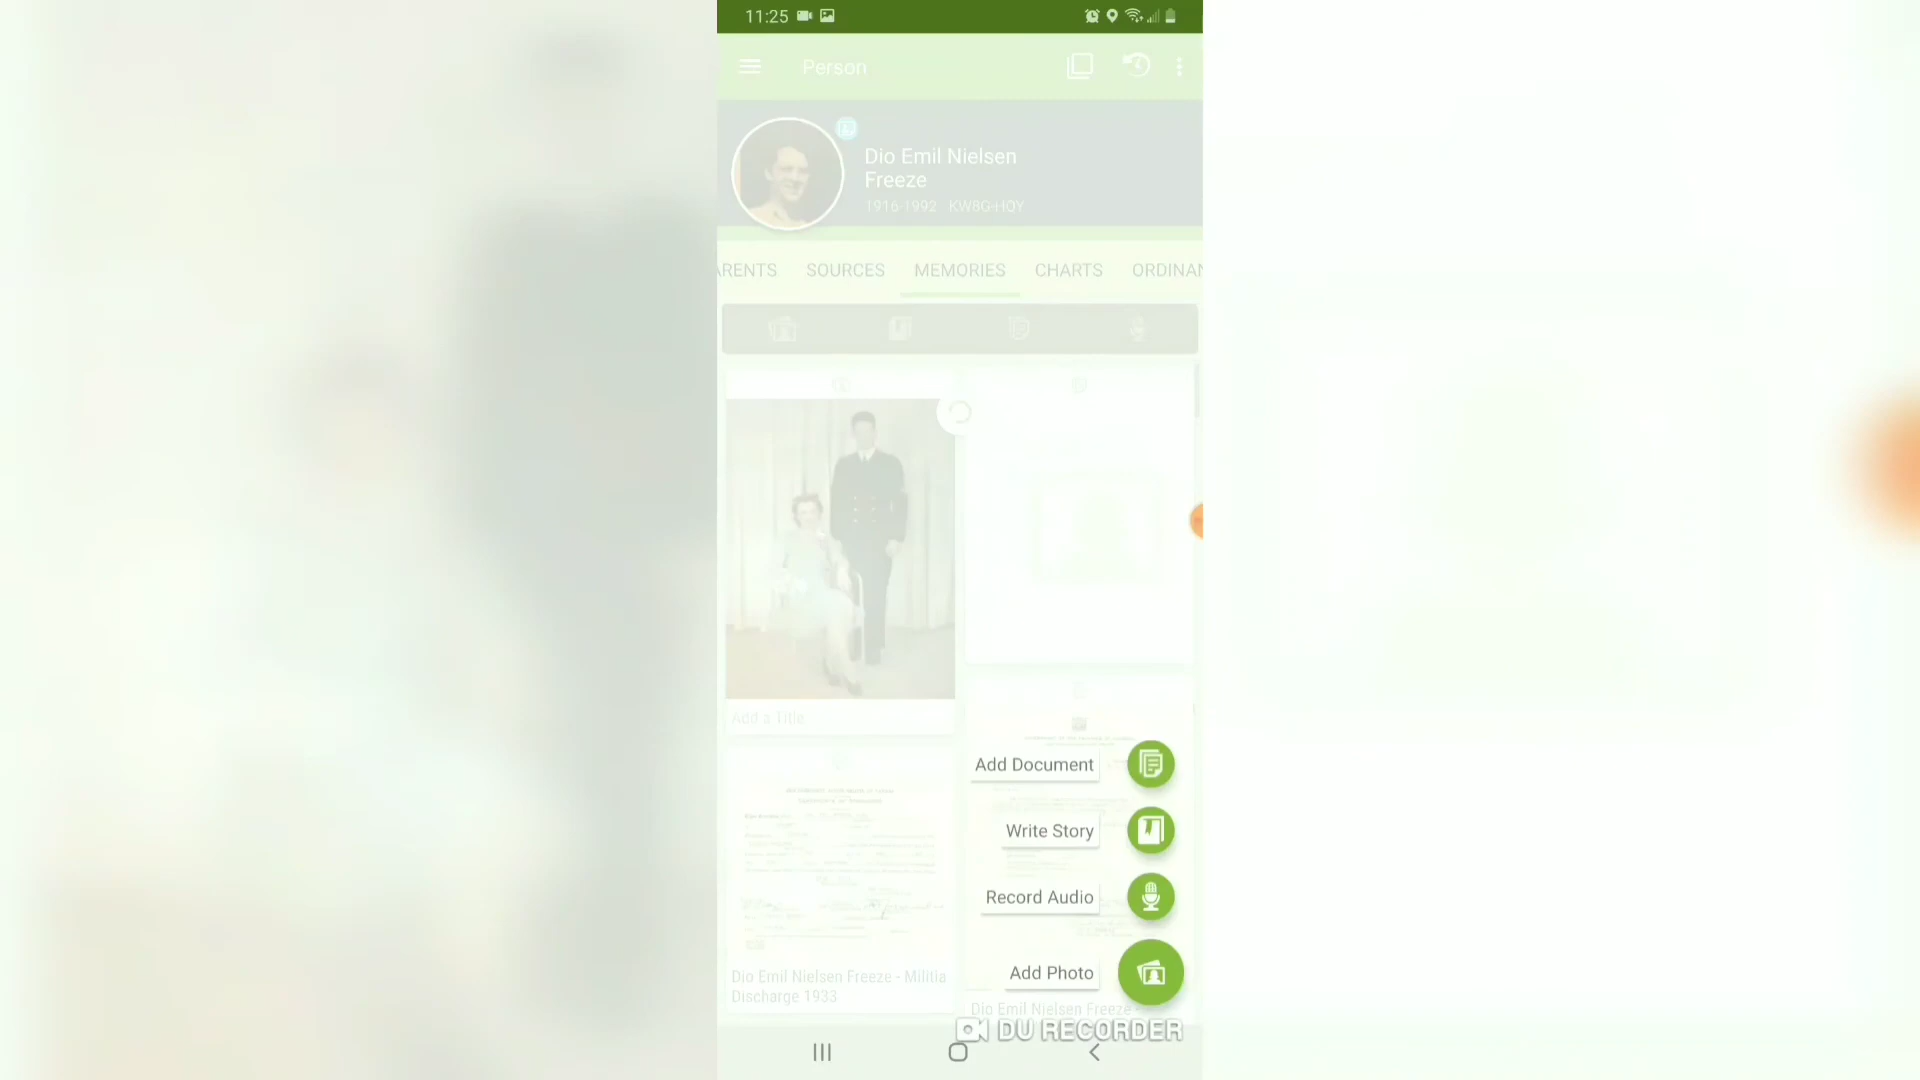 11:25
Person
Dio Emil Nielsen
Freeze
1916-1992 KW8G-HQY
ARENTS SOURCES MEMORIES CHARTS ORDINAN
Add a Title
Add Document
Write Story
Record Audio
Add Photo
Dio Emil Nielsen Freeze - Militia
Discharge 1933
Dio Emil Nielsen Freeze -
DU RECORDER